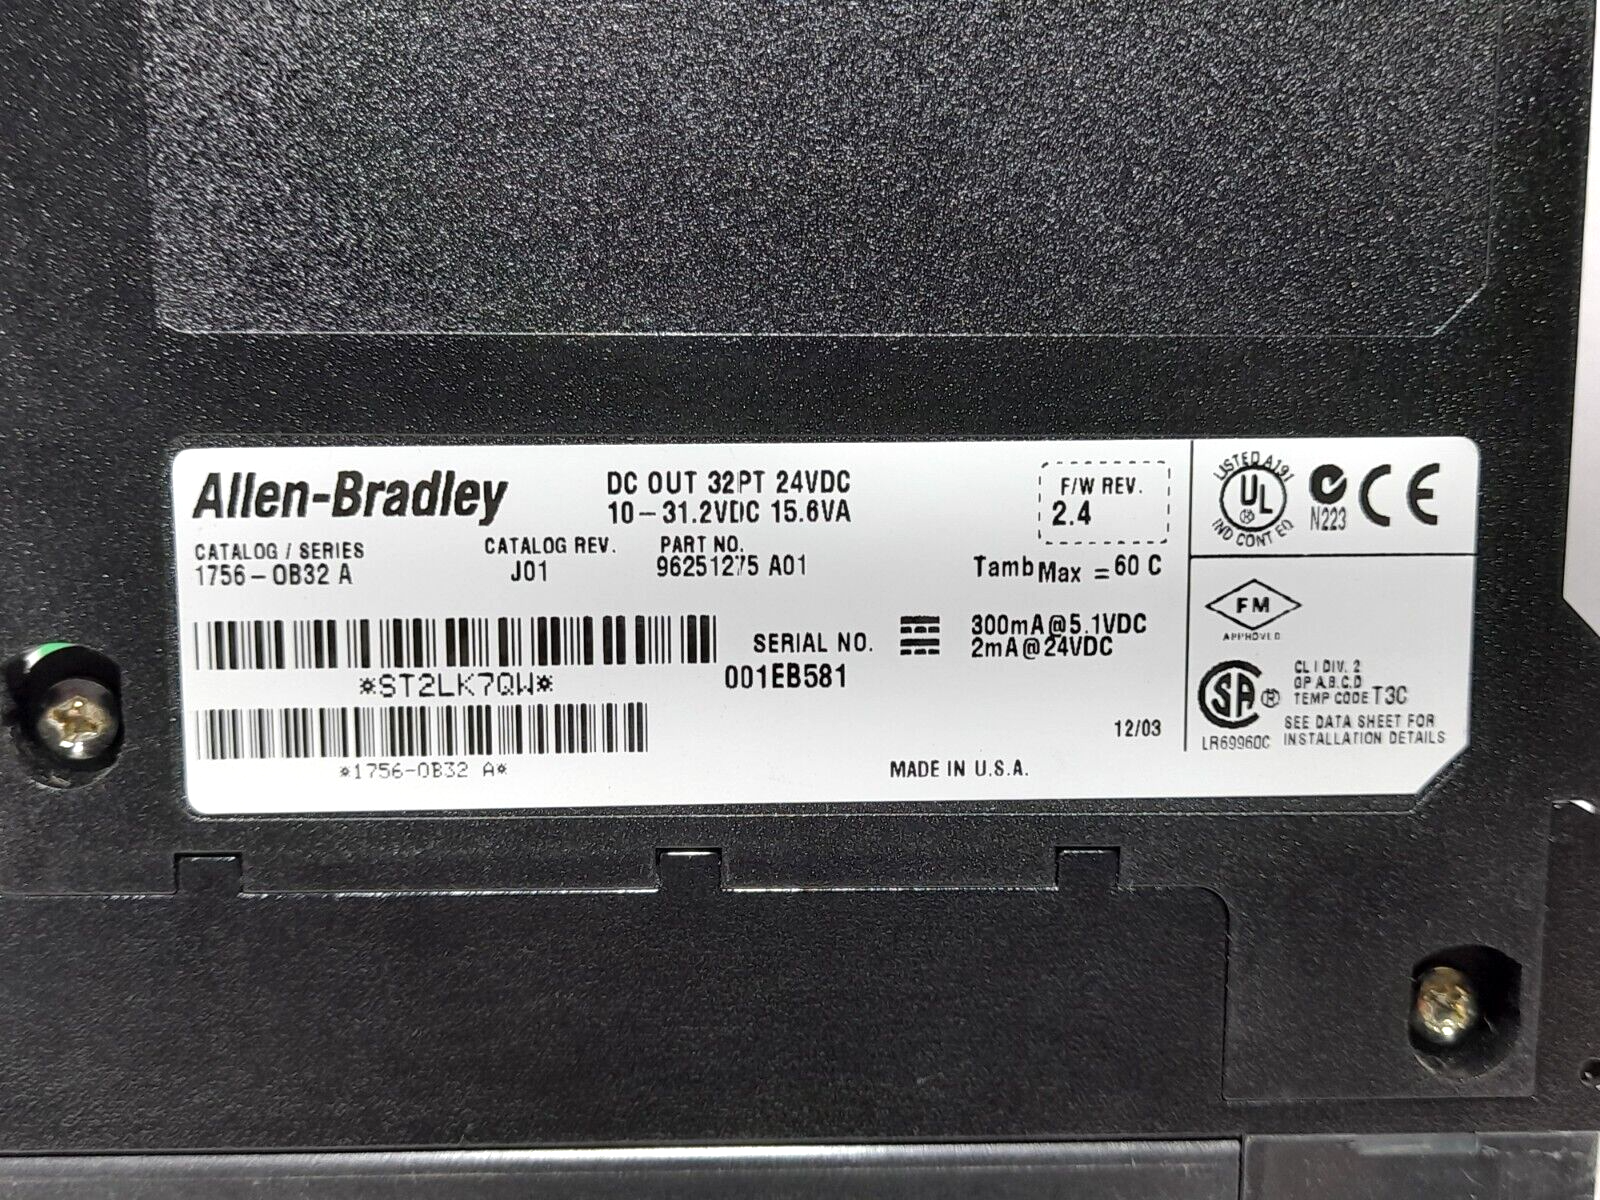 Allen-Bradley
DC OUT 32PT 24VDC
10-31.2VDC 15.6VA
F/W REV.
2.4
CATALOG / SERIES
1756-OB32 A
CATALOG REV.
J01
PART NO.
96251275 A01
Tamb Max = 60 C
*ST2LK7QW*
SERIAL NO.
001EB581
300mA@5.1VDC
2mA@24VDC
*1756-OB32 A*
12/03
MADE IN U.S.A.
LISTED A191
UL
®
IND CONT EQ
N223
CE
FM
APPROVED
SA ®
LR69960C
CL I DIV. 2
GP A,B,C,D
TEMP CODE T3C
SEE DATA SHEET FOR
INSTALLATION DETAILS